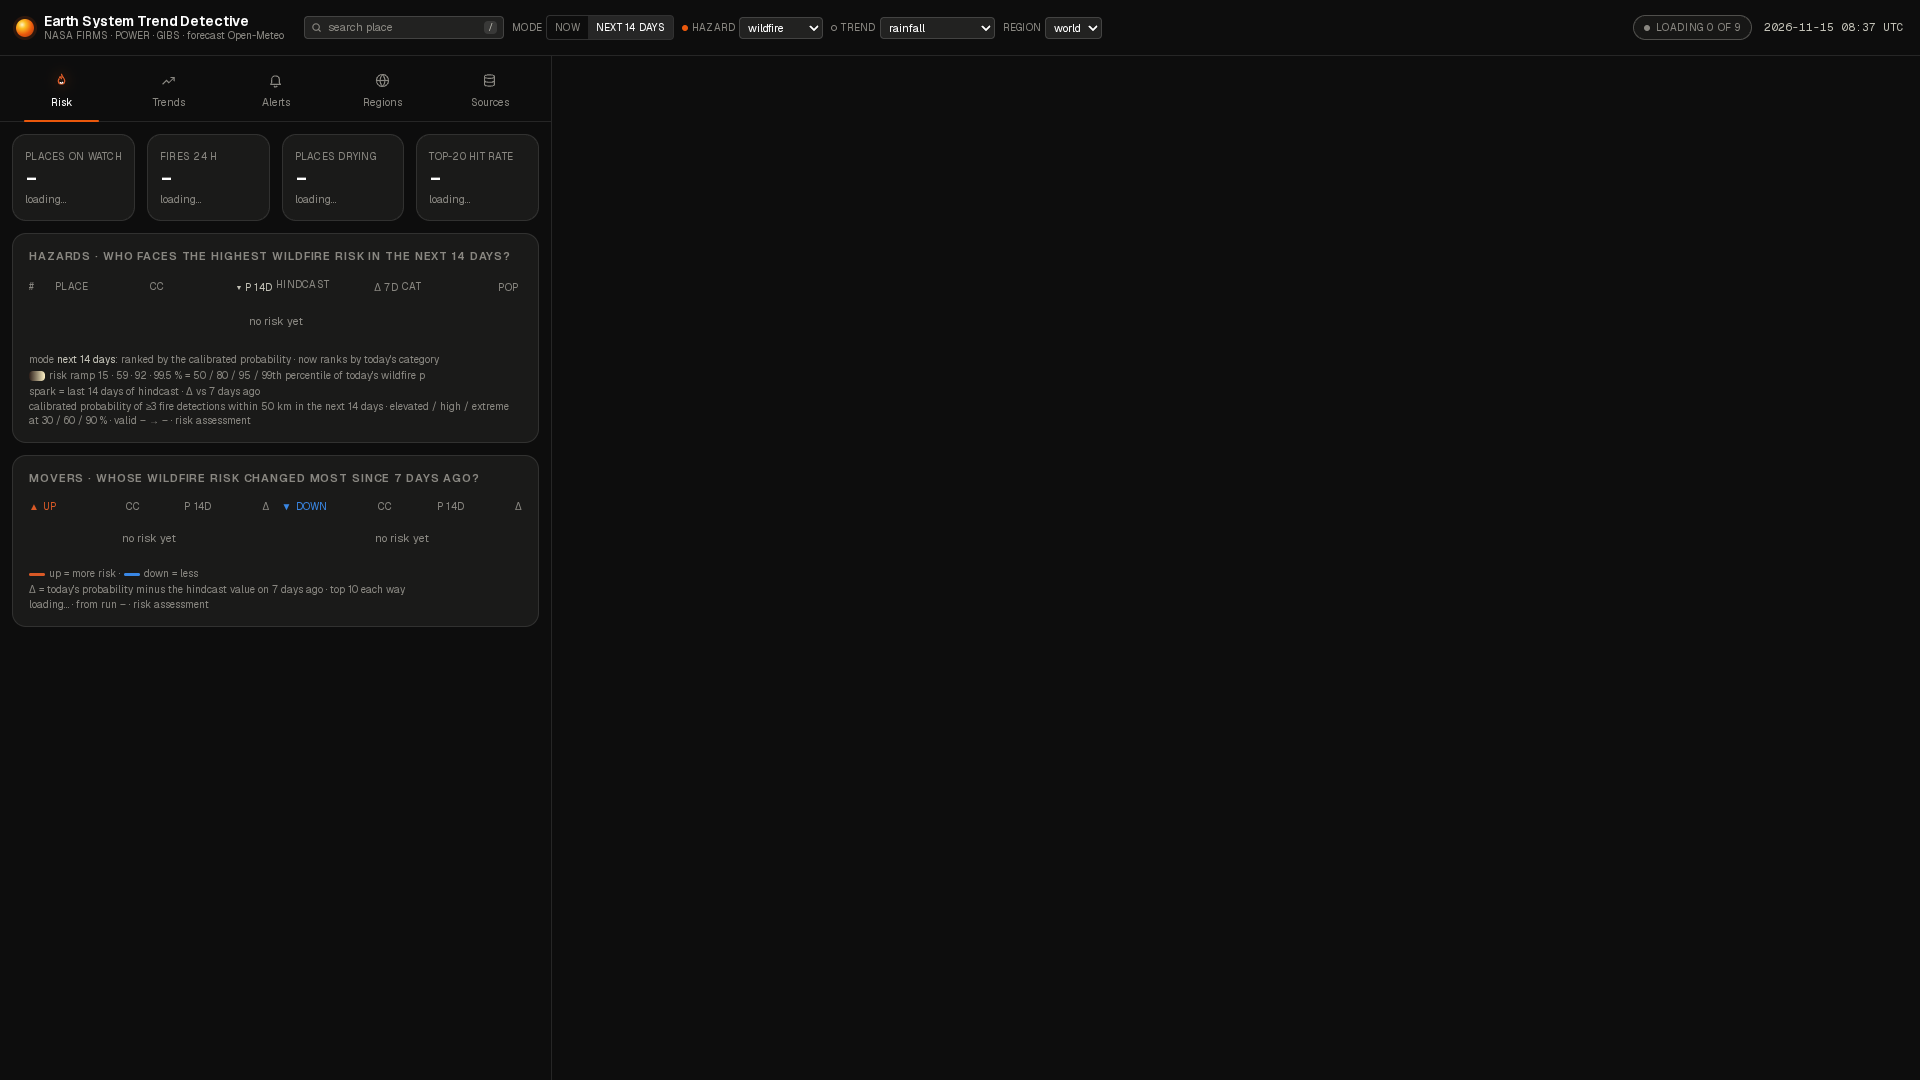 Earth System Trend Detective
NASA FIRMS · POWER · GIBS · forecast Open-Meteo
search place /
MODE NOW NEXT 14 DAYS HAZARD wildfire TREND rainfall REGION world
LOADING 0 OF 9 2026-11-15 08:37 UTC
Risk Trends Alerts Regions Sources
PLACES ON WATCH
–
loading…
FIRES 24 H
–
loading…
PLACES DRYING
–
loading…
TOP-20 HIT RATE
–
loading…
HAZARDS · WHO FACES THE HIGHEST WILDFIRE RISK IN THE NEXT 14 DAYS?
# PLACE CC ▼ P 14D HINDCAST Δ 7D CAT POP
no risk yet
mode next 14 days: ranked by the calibrated probability · now ranks by today's category
risk ramp 15 · 59 · 92 · 99.5 % = 50 / 80 / 95 / 99th percentile of today's wildfire p
spark = last 14 days of hindcast · Δ vs 7 days ago
calibrated probability of ≥3 fire detections within 50 km in the next 14 days · elevated / high / extreme
at 30 / 60 / 90 % · valid – → – · risk assessment
MOVERS · WHOSE WILDFIRE RISK CHANGED MOST SINCE 7 DAYS AGO?
▲ UP CC P 14D Δ ▼ DOWN CC P 14D Δ
no risk yet no risk yet
up = more risk · down = less
Δ = today's probability minus the hindcast value on 7 days ago · top 10 each way
loading… · from run – · risk assessment